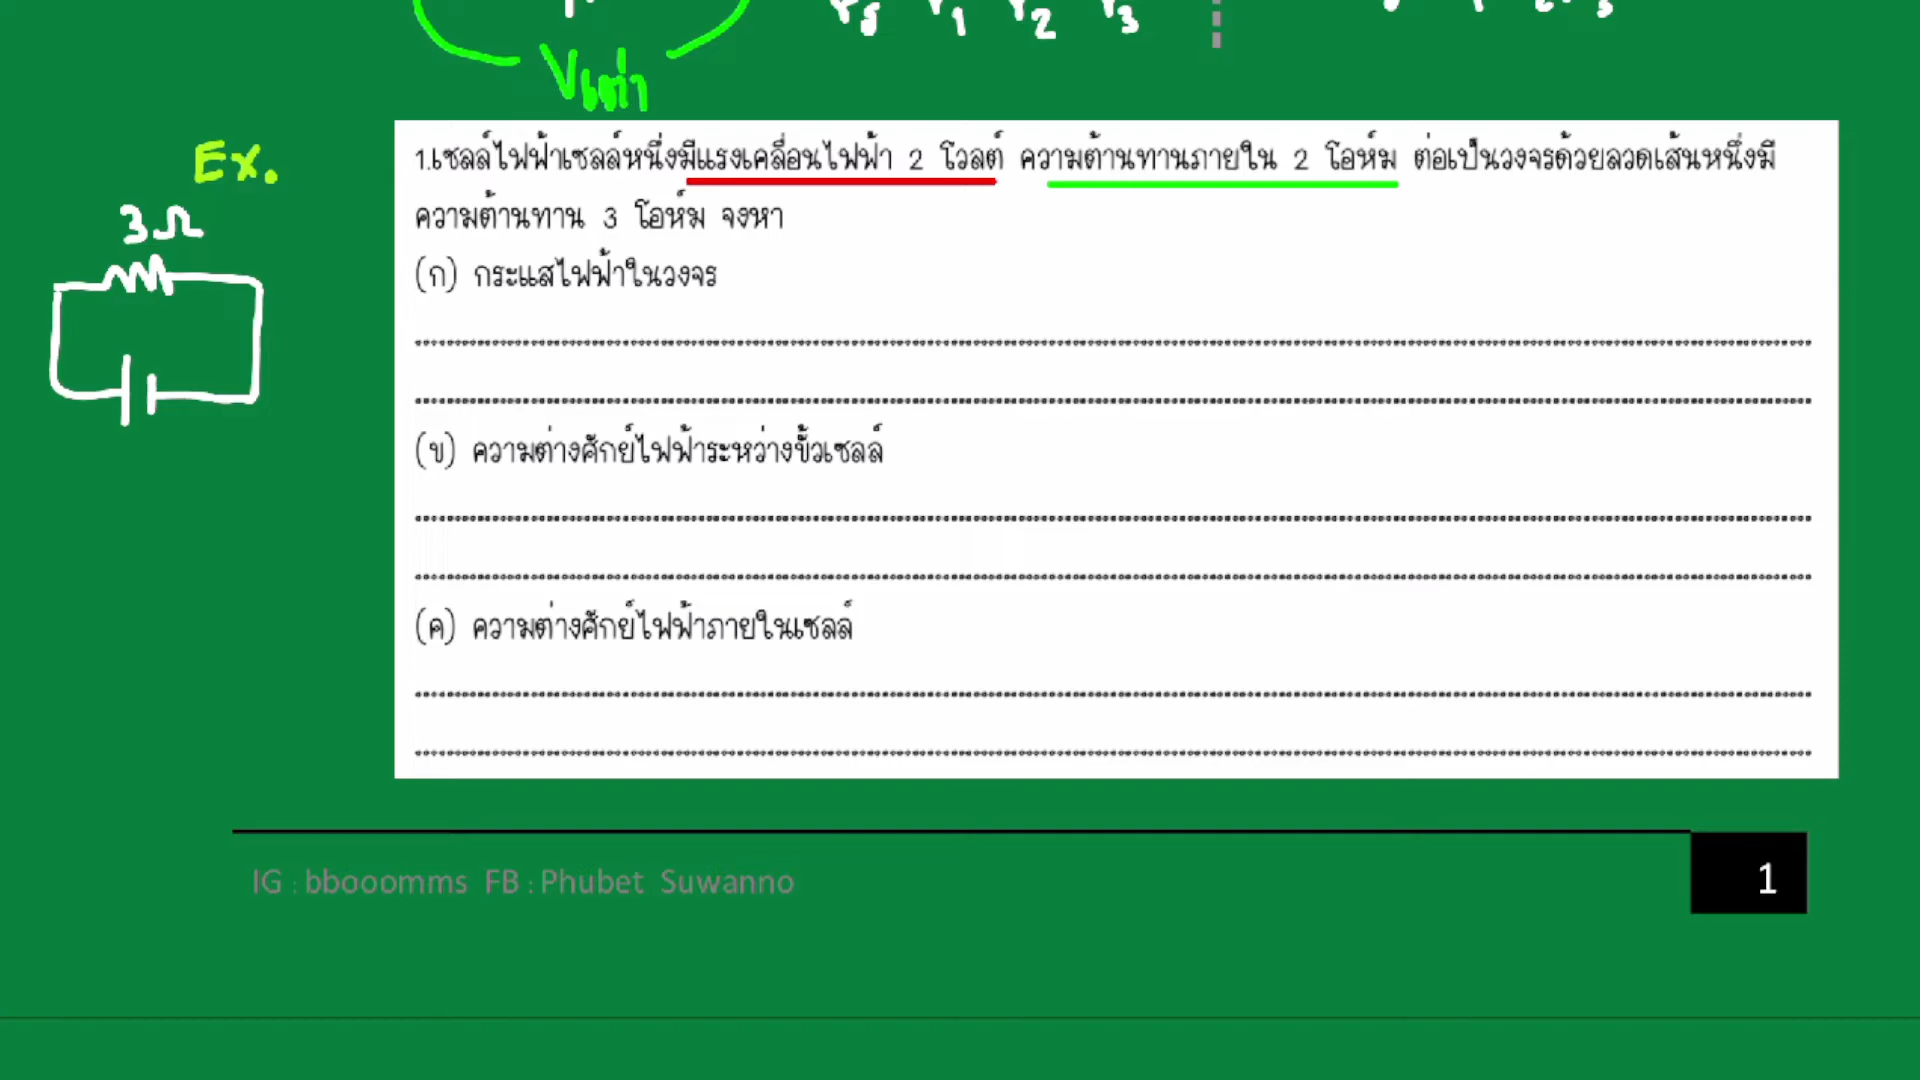 r₁ r₂ r₃
Vเท่า
Ex.
3Ω
1.เซลล์ไฟฟ้าเซลล์หนึ่งมีแรงเคลื่อนไฟฟ้า 2 โวลต์ ความต้านทานภายใน 2 โอห์ม ต่อเป็นวงจรด้วยลวดเส้นหนึ่งมี
ความต้านทาน 3 โอห์ม จงหา
(ก) กระแสไฟฟ้าในวงจร
(ข) ความต่างศักย์ไฟฟ้าระหว่างขั้วเซลล์
(ค) ความต่างศักย์ไฟฟ้าภายในเซลล์
IG : bbooomms FB : Phubet Suwanno
1